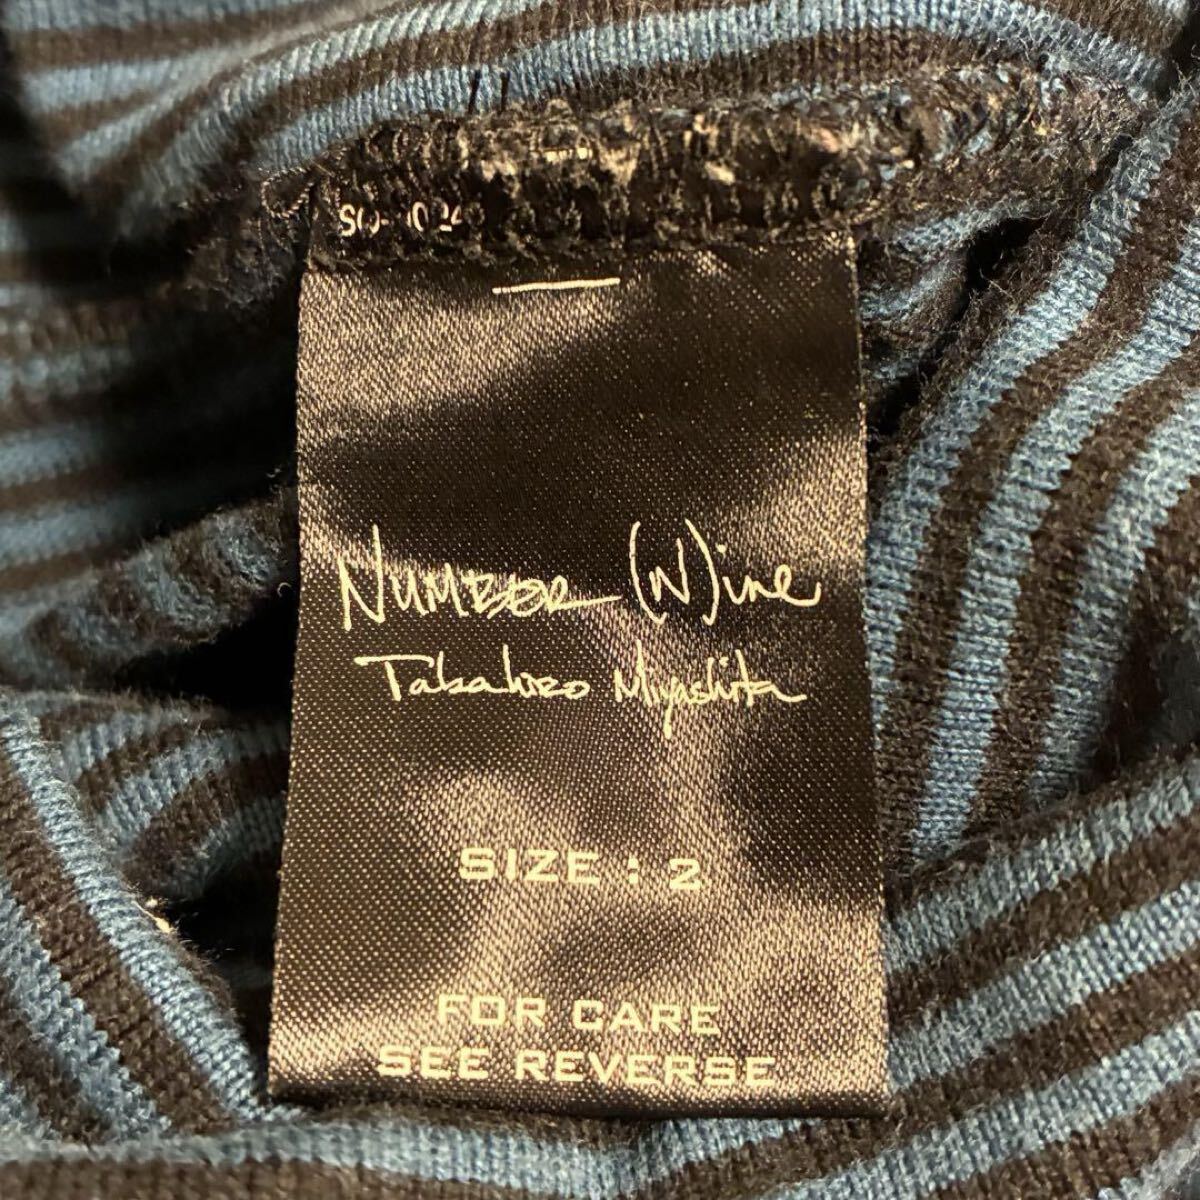 NUMBER (N)ine
Takahiro Miyashita
SIZE : 2
FOR CARE
SEE REVERSE